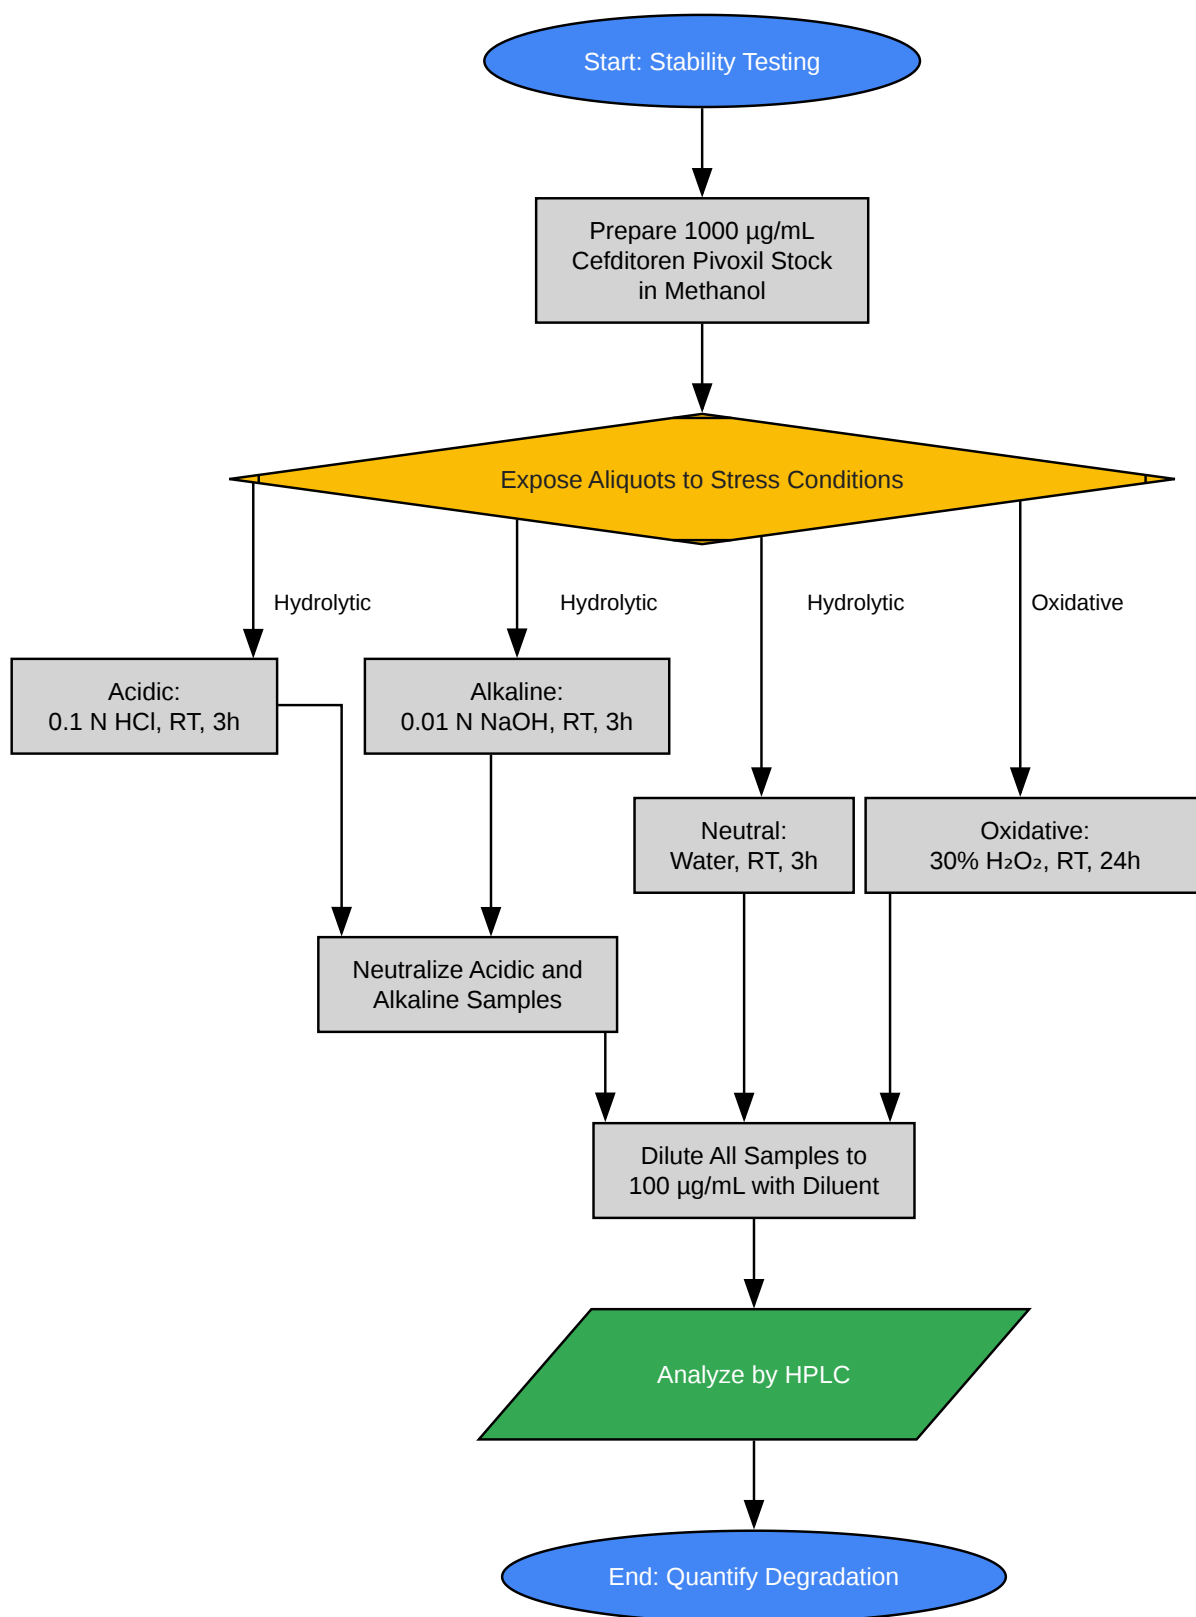 Start: Stability Testing
Prepare 1000 µg/mL
Cefditoren Pivoxil Stock
in Methanol
Expose Aliquots to Stress Conditions
Hydrolytic
Hydrolytic
Hydrolytic
Oxidative
Acidic:
0.1 N HCl, RT, 3h
Alkaline:
0.01 N NaOH, RT, 3h
Neutral:
Water, RT, 3h
Oxidative:
30% H₂O₂, RT, 24h
Neutralize Acidic and
Alkaline Samples
Dilute All Samples to
100 µg/mL with Diluent
Analyze by HPLC
End: Quantify Degradation